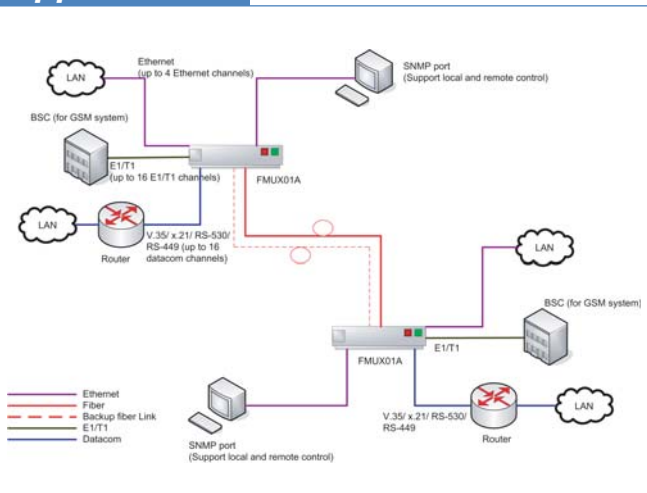 Ethernet
(up to 4 Ethernet channels)
LAN
SNMP port
(Support local and remote control)
BSC (for GSM system)
E1/T1
(up to 16 E1/T1 channels)
FMUX01A
LAN
Router
V.35/ x.21/ RS-530/
RS-449 (up to 16
datacom channels)
LAN
BSC (for GSM system)
E1/T1
FMUX01A
Ethernet
Fiber
Backup fiber Link
E1/T1
Datacom
SNMP port
(Support local and remote control)
V.35/ x.21/ RS-530/
RS-449
Router
LAN